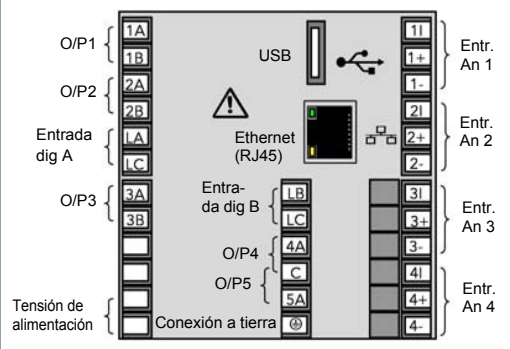 O/P1
1A
1B
O/P2
2A
2B
Entrada
dig A
LA
LC
O/P3
3A
3B
Tensión de
alimentación
USB
Ethernet
(RJ45)
Entra-
da dig B
LB
LC
O/P4
4A
C
O/P5
5A
Conexión a tierra
1I
1+
1-
Entr.
An 1
2I
2+
2-
Entr.
An 2
3I
3+
3-
Entr.
An 3
4I
4+
4-
Entr.
An 4